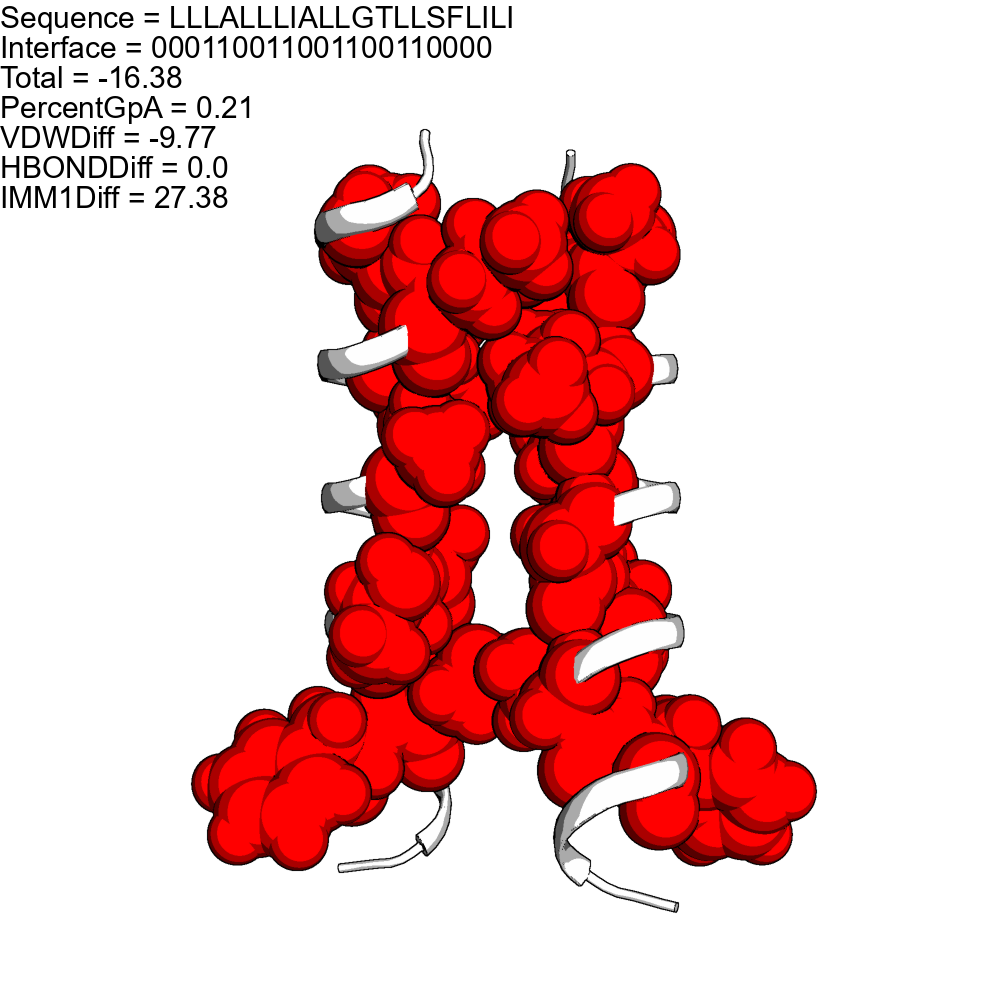 Sequence = LLLALLLIALLGTLLSFLILI
Interface = 000110011001100110000
Total = -16.38
PercentGpA = 0.21
VDWDiff = -9.77
HBONDDiff = 0.0
IMM1Diff = 27.38